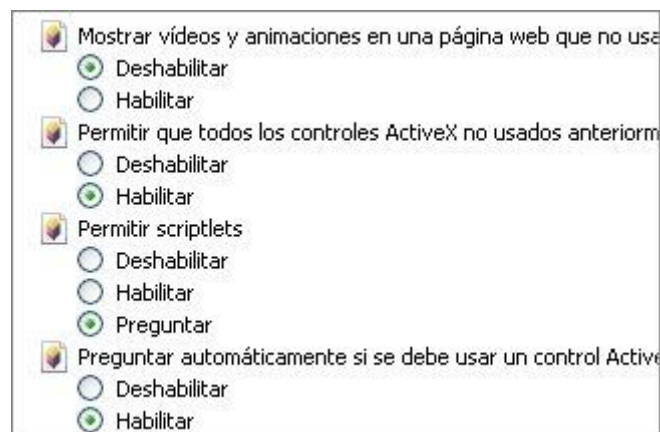 Mostrar vídeos y animaciones en una página web que no usa
Deshabilitar
Habilitar
Permitir que todos los controles ActiveX no usados anteriorm
Deshabilitar
Habilitar
Permitir scriptlets
Deshabilitar
Habilitar
Preguntar
Preguntar automáticamente si se debe usar un control Active
Deshabilitar
Habilitar